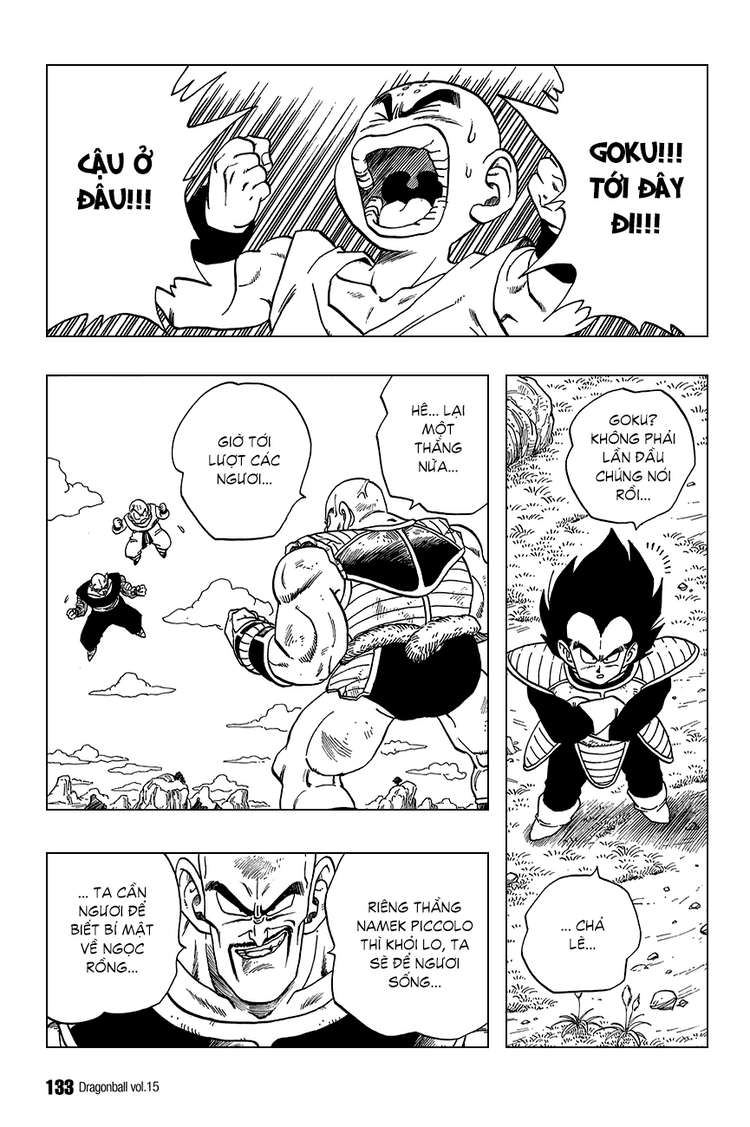 GOKU!!!
TỚI ĐÂY
ĐI!!!
CẬU Ở
ĐÂU!!!
GOKU?
KHÔNG PHẢI
LẦN ĐẦU
CHÚNG NÓI
RỒI...
CHẢ
LẼ...
HÊ... LẠI
MỘT
THẰNG
NỮA...
GIỜ TỚI
LƯỢT CÁC
NGƯƠI...
RIÊNG THẰNG
NAMEK PICCOLO
THÌ KHỎI LO, TA
SẼ ĐỂ NGƯƠI
SỐNG...
... TA CẦN
NGƯƠI ĐỂ
BIẾT BÍ MẬT
VỀ NGỌC
RỒNG...
133 Dragonball vol.15